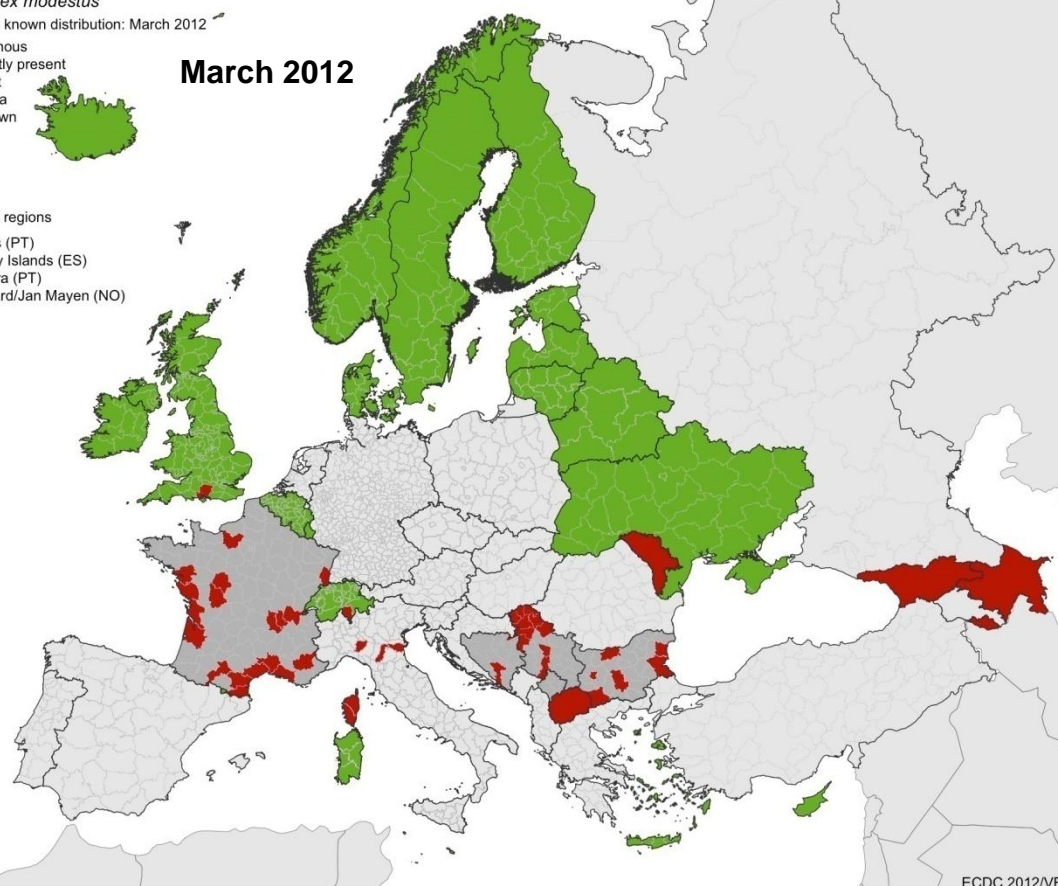 ex modestus
known distribution: March 2012
March 2012
nous
tly present
t
a
wn
regions
s (PT)
y Islands (ES)
ra (PT)
rd/Jan Mayen (NO)
ECDC 2012/VB